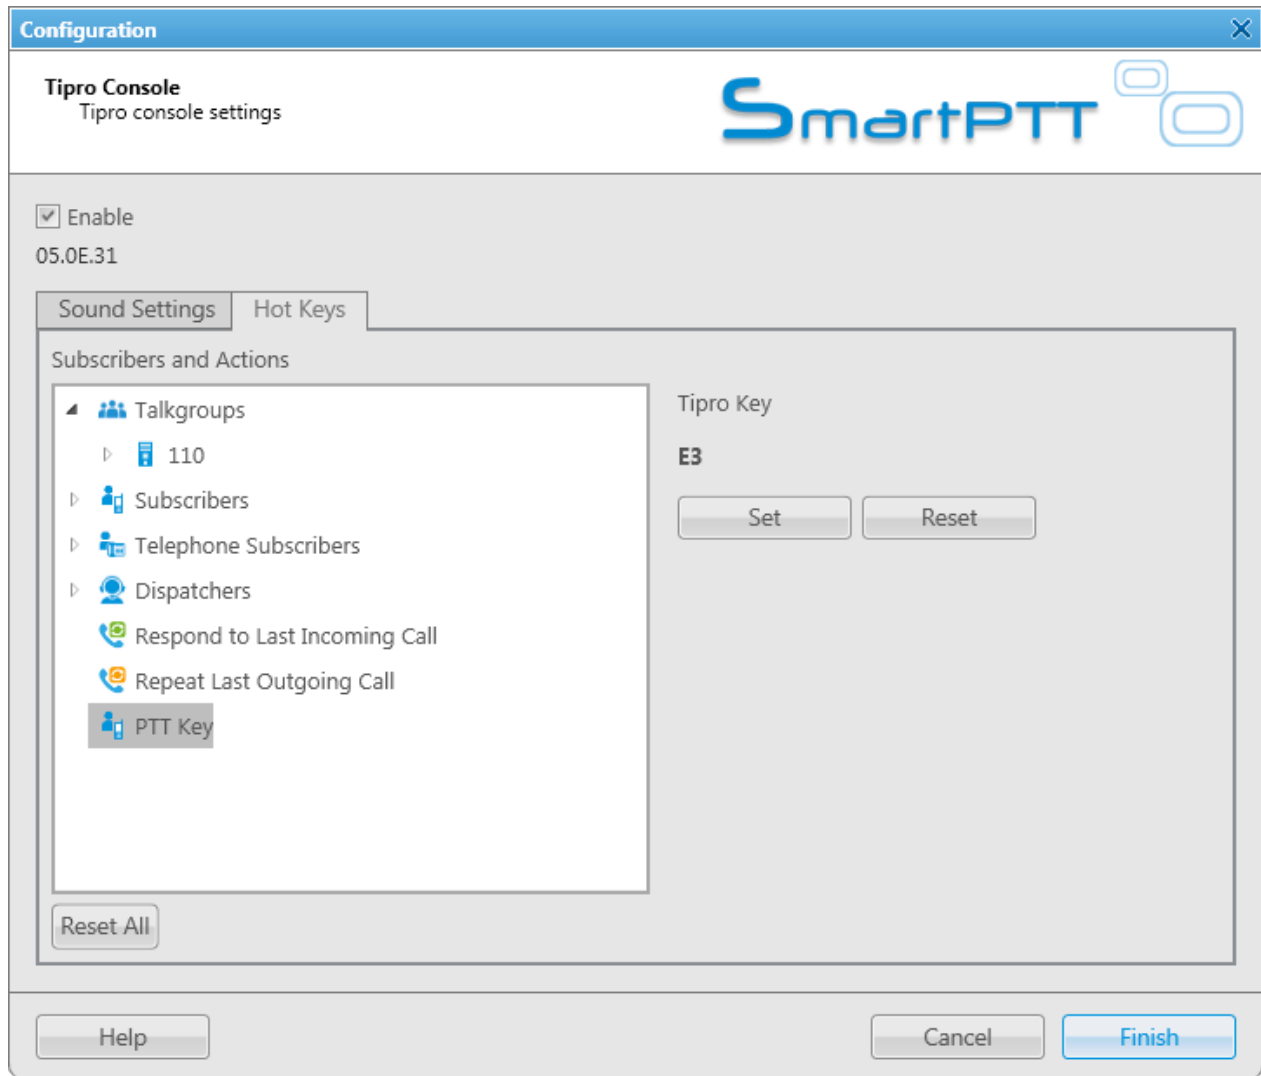 Configuration
Tipro Console
Tipro console settings
SmartPTT
Enable
05.0E.31
Sound Settings
Hot Keys
Subscribers and Actions
Talkgroups
110
Subscribers
Telephone Subscribers
Dispatchers
Respond to Last Incoming Call
Repeat Last Outgoing Call
PTT Key
Tipro Key
E3
Set
Reset
Reset All
Help
Cancel
Finish